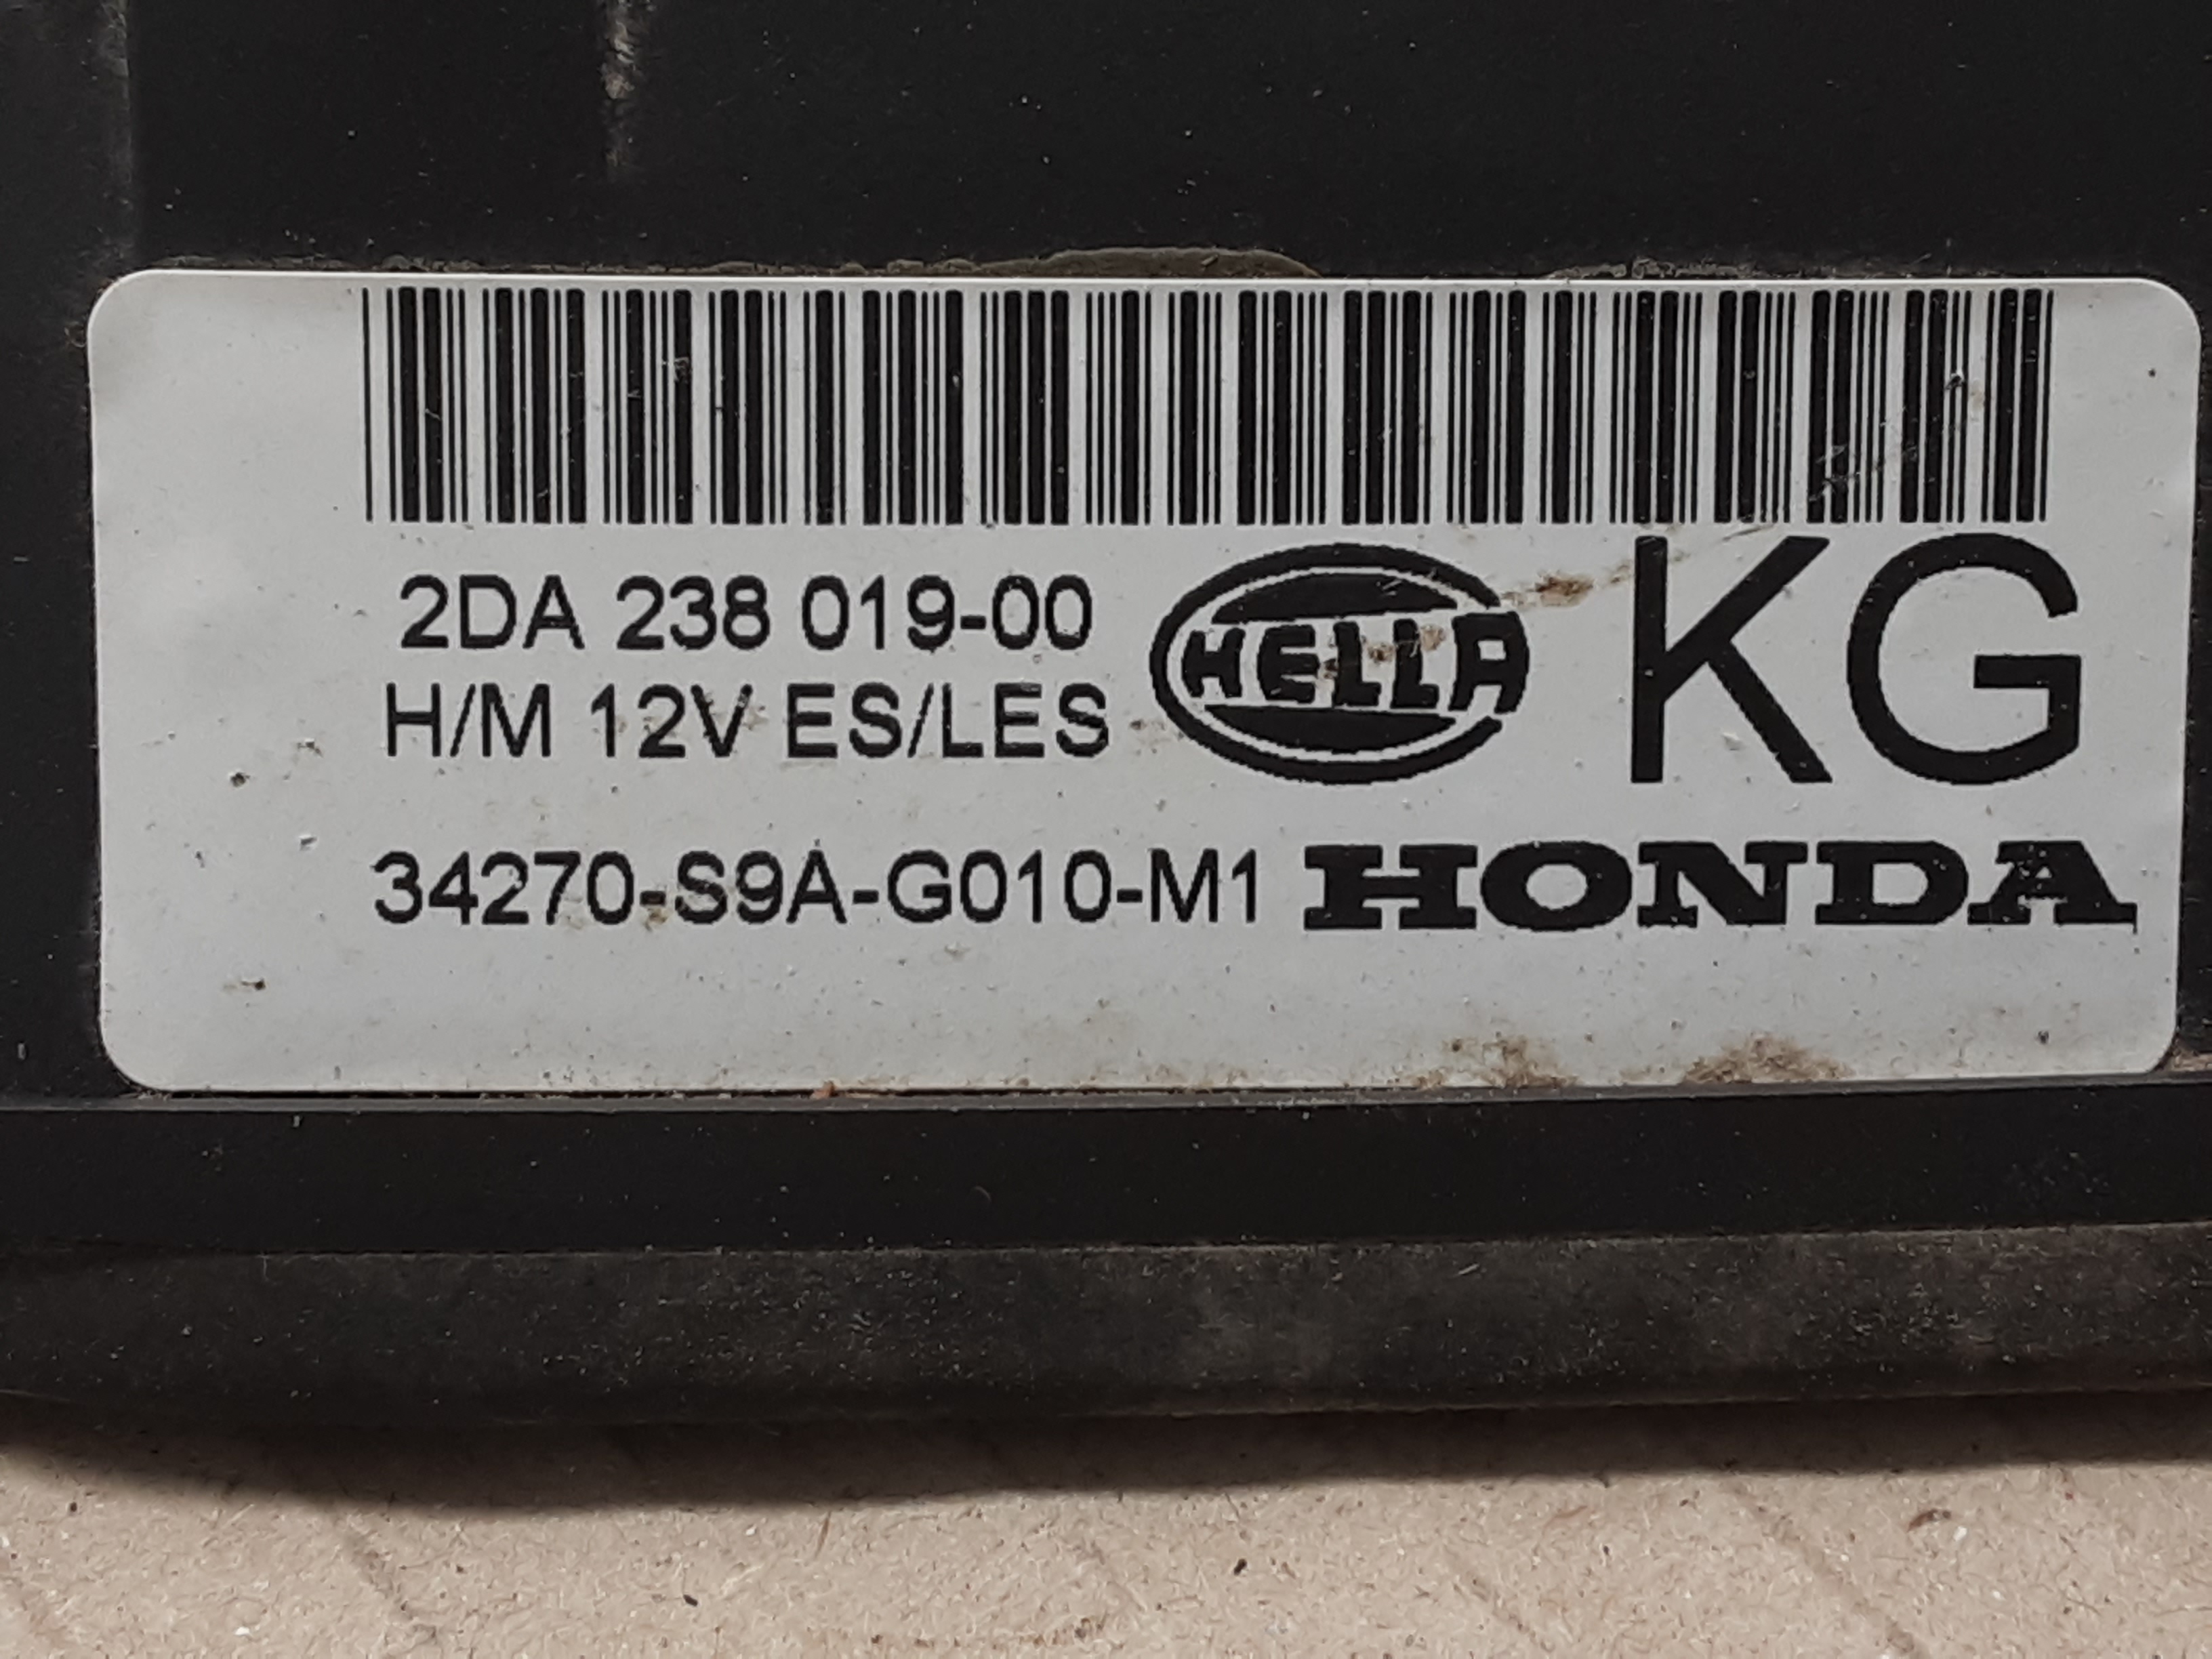 2DA 238 019-00
H/M 12V ES/LES
HELLA
KG
34270-S9A-G010-M1 HONDA